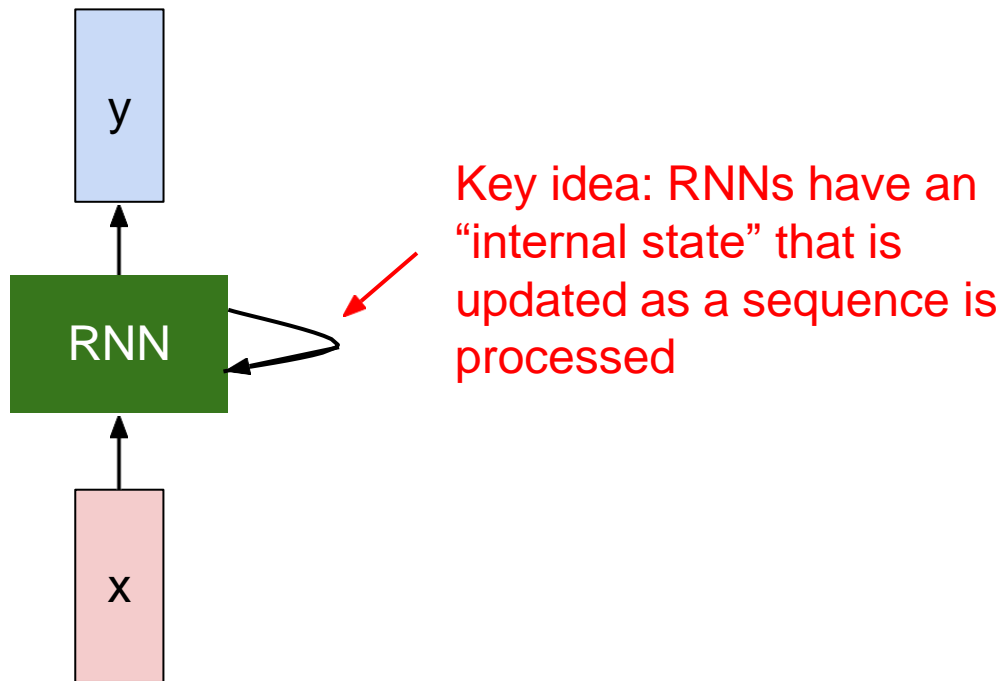 y
Key idea: RNNs have an
“internal state” that is
updated as a sequence is
processed
RNN
x